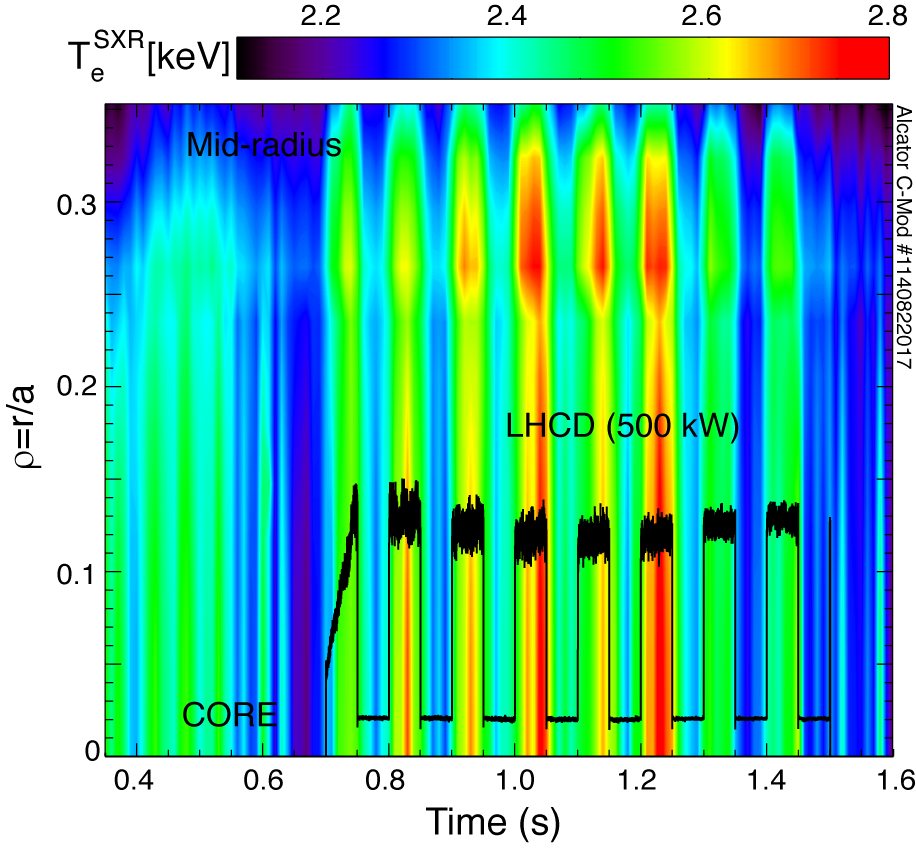 2.2 2.4 2.6 2.8
TeSXR[keV]
Mid-radius
Alcator C-Mod #1140822017
0.3
0.2
LHCD (500 kW)
ρ=r/a
0.1
CORE
0
0.4 0.6 0.8 1.0 1.2 1.4 1.6
Time (s)